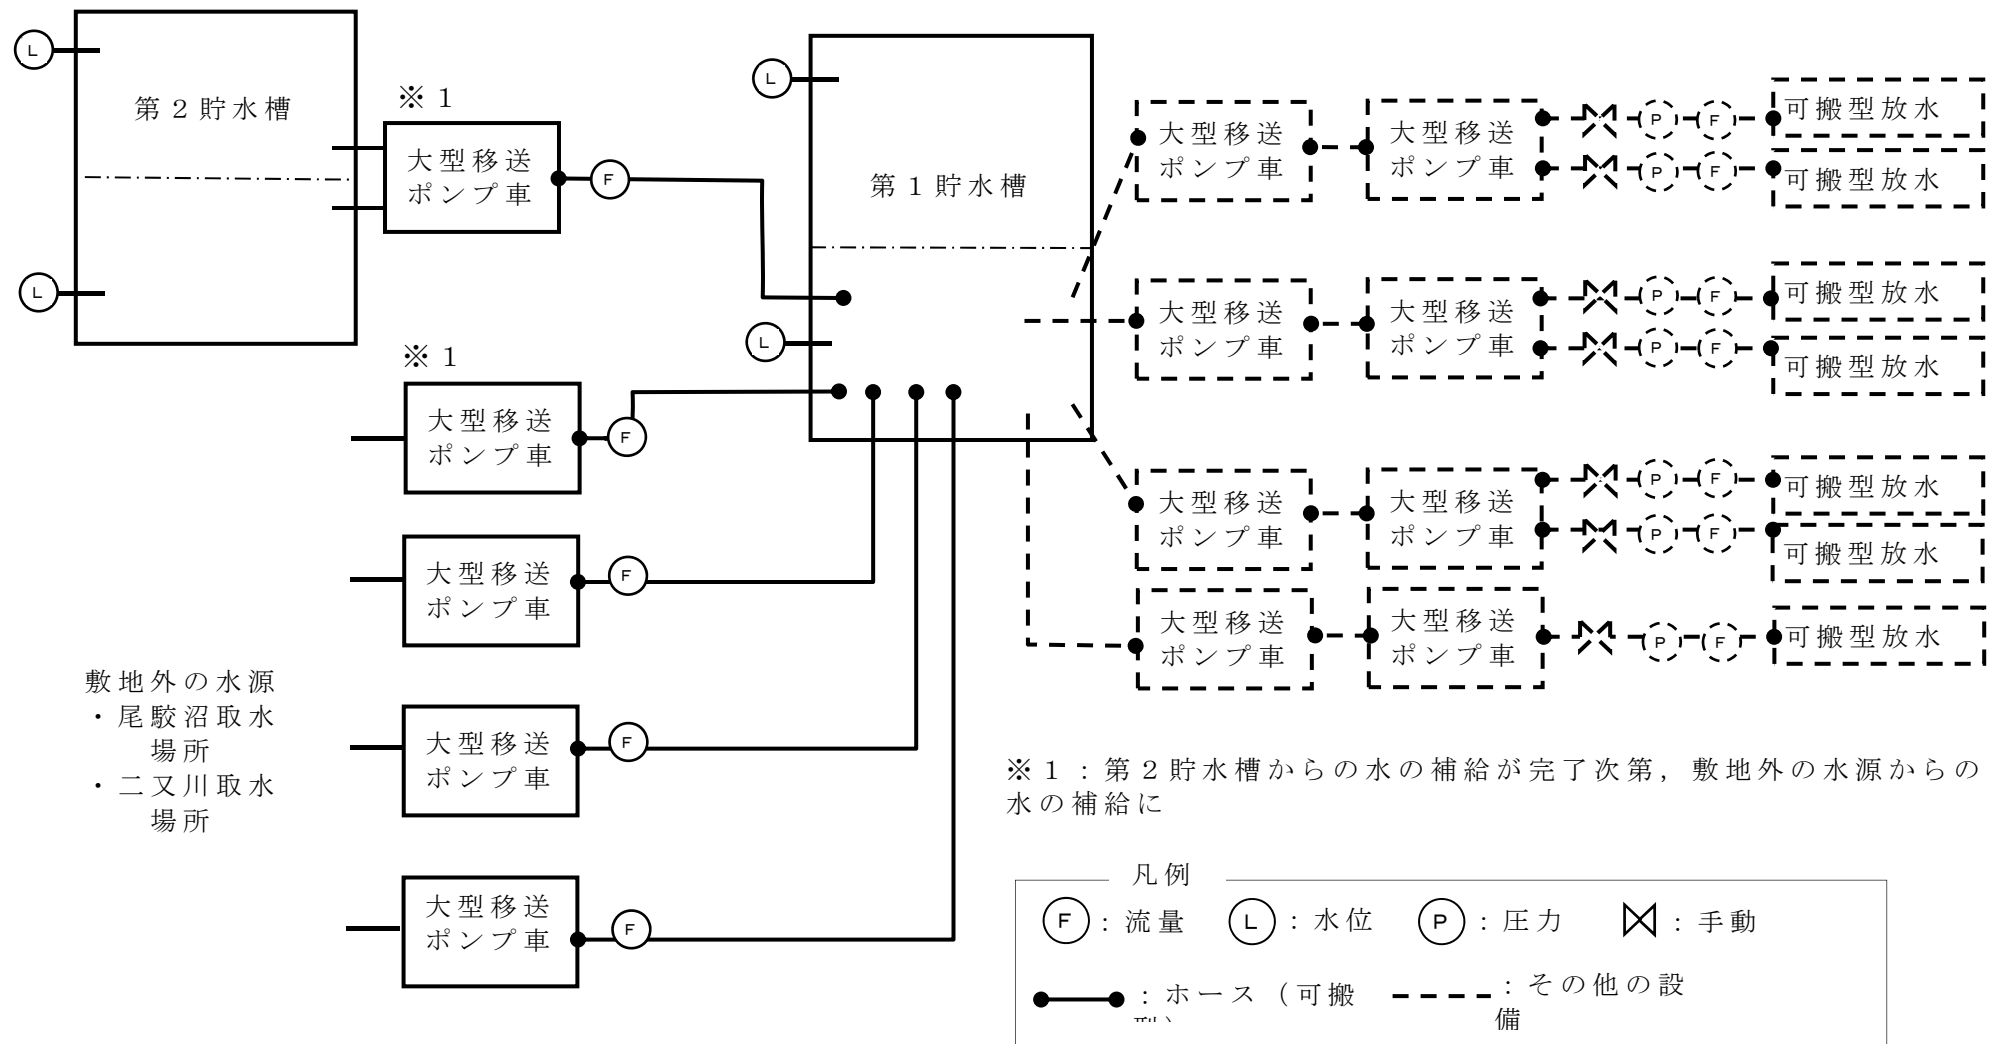 L
第２貯水槽
L
※１
大型移送
ポンプ車
F
L
第１貯水槽
L
※１
大型移送
ポンプ車
F
大型移送
ポンプ車
F
大型移送
ポンプ車
F
大型移送
ポンプ車
F
敷地外の水源
・尾駮沼取水
場所
・二又川取水
場所
大型移送
ポンプ車
大型移送
ポンプ車
P
F
可搬型放水
P
F
可搬型放水
大型移送
ポンプ車
大型移送
ポンプ車
P
F
可搬型放水
P
F
可搬型放水
大型移送
ポンプ車
大型移送
ポンプ車
P
F
可搬型放水
P
F
可搬型放水
大型移送
ポンプ車
大型移送
ポンプ車
P
F
可搬型放水
※１：第２貯水槽からの水の補給が完了次第，敷地外の水源からの
水の補給に
凡例
F：流量
L：水位
P：圧力
：手動
：ホース（可搬
：その他の設
備